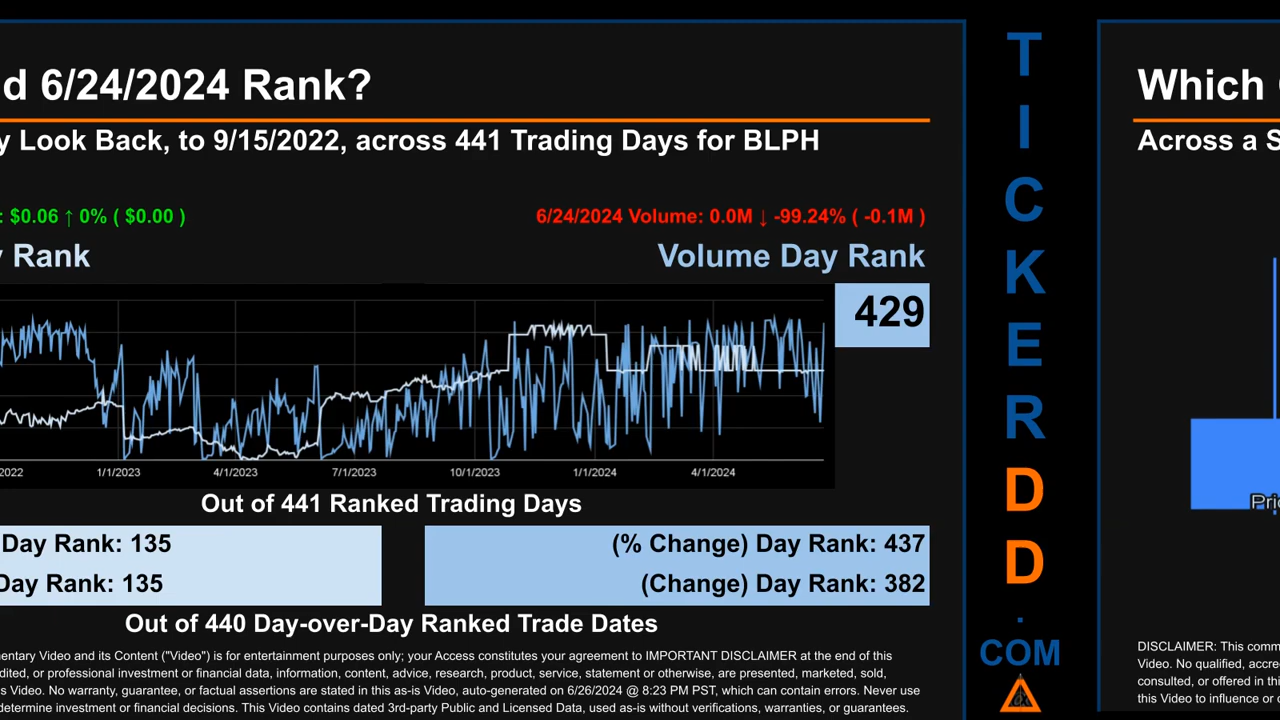 d 6/24/2024 Rank?
y Look Back, to 9/15/2022, across 441 Trading Days for BLPH
: $0.06 ↑ 0% ( $0.00 )
6/24/2024 Volume: 0.0M ↓ -99.24% ( -0.1M )
y Rank
Volume Day Rank
429
2022
1/1/2023
4/1/2023
7/1/2023
10/1/2023
1/1/2024
4/1/2024
Out of 441 Ranked Trading Days
Day Rank: 135
(% Change) Day Rank: 437
Day Rank: 135
(Change) Day Rank: 382
Out of 440 Day-over-Day Ranked Trade Dates
mentary Video and its Content ("Video") is for entertainment purposes only; your Access constitutes your agreement to IMPORTANT DISCLAIMER at the end of this
dited, or professional investment or financial data, information, content, advice, research, product, service, statement or otherwise, are presented, marketed, sold,
s Video. No warranty, guarantee, or factual assertions are stated in this as-is Video, auto-generated on 6/26/2024 @ 8:23 PM PST, which can contain errors. Never use
determine investment or financial decisions. This Video contains dated 3rd-party Public and Licensed Data, used as-is without verifications, warranties, or guarantees.
T
I
C
K
E
R
D
D
.
COM
Which
Across a S
Pric
DISCLAIMER: This comm
Video. No qualified, accre
consulted, or offered in thi
this Video to influence or d